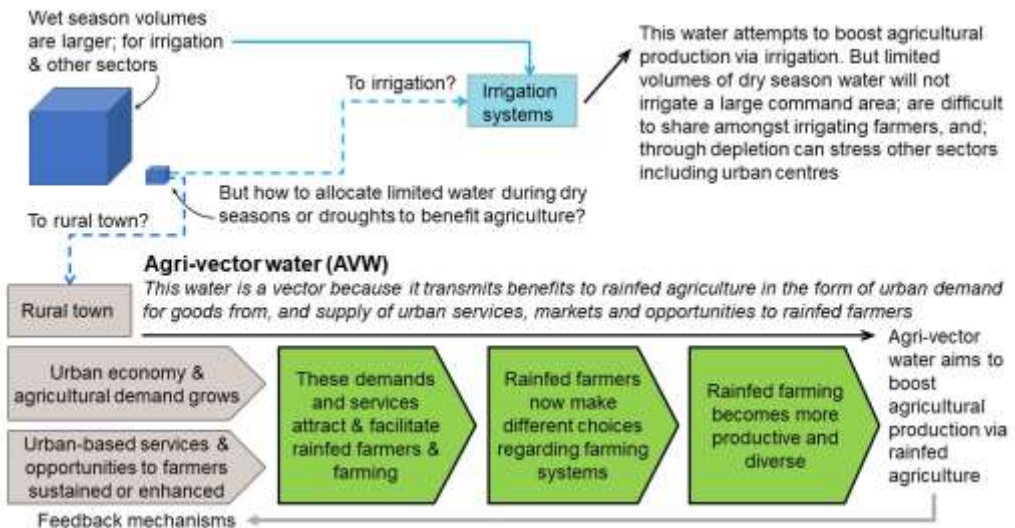 Wet season volumes
are larger; for irrigation
& other sectors
To irrigation?
Irrigation
systems
This water attempts to boost agricultural
production via irrigation. But limited
volumes of dry season water will not
irrigate a large command area; are difficult
to share amongst irrigating farmers, and;
through depletion can stress other sectors
including urban centres
But how to allocate limited water during dry
seasons or droughts to benefit agriculture?
To rural town?
Agri-vector water (AVW)
This water is a vector because it transmits benefits to rainfed agriculture in the form of urban demand
for goods from, and supply of urban services, markets and opportunities to rainfed farmers
Rural town
Urban economy &
agricultural demand grows
Urban-based services &
opportunities to farmers
sustained or enhanced
These demands
and services
attract & facilitate
rainfed farmers &
farming
Rainfed farmers
now make
different choices
regarding farming
systems
Rainfed farming
becomes more
productive and
diverse
Agri-vector
water aims to
boost
agricultural
production via
rainfed
agriculture
Feedback mechanisms